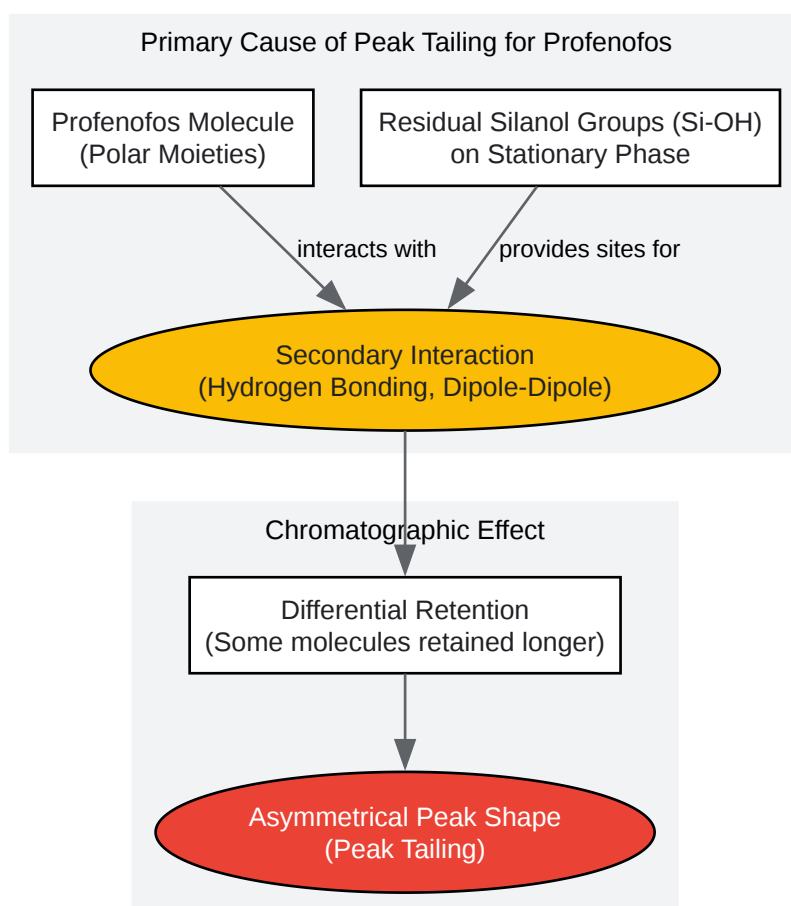 Primary Cause of Peak Tailing for Profenofos
Profenofos Molecule
(Polar Moieties)
Residual Silanol Groups (Si-OH)
on Stationary Phase
interacts with
provides sites for
Secondary Interaction
(Hydrogen Bonding, Dipole-Dipole)
Chromatographic Effect
Differential Retention
(Some molecules retained longer)
Asymmetrical Peak Shape
(Peak Tailing)